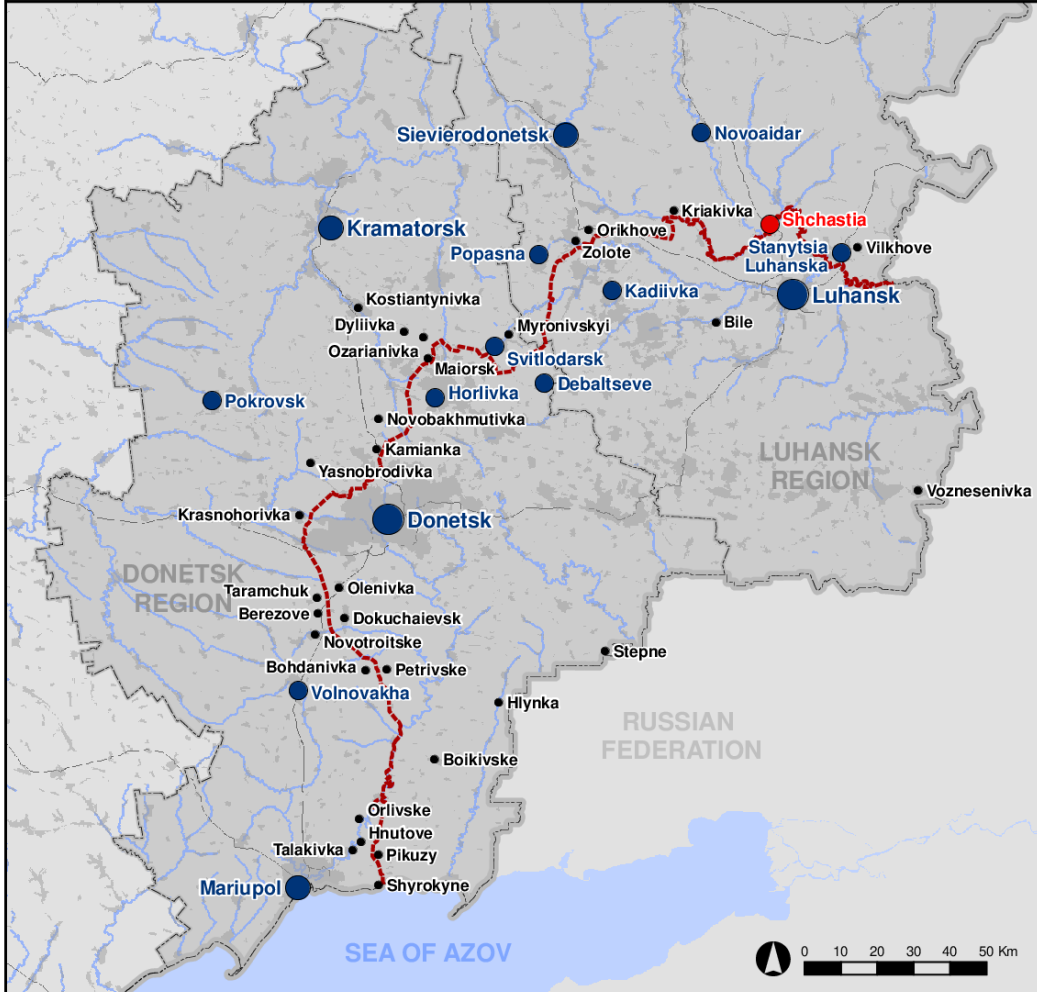 Sievierodonetsk
Novoaidar
Kriakivka
Shchastia
Kramatorsk
Orikhove
Zolote
Popasna
Stanytsia
Luhanska
Vilkhove
Kadiivka
Luhansk
Kostiantynivka
Dyliivka
Myronivskyi
Bile
Ozarianivka
Maiorsk
Svitlodarsk
Debaltseve
Horlivka
Pokrovsk
Novobakhmutivka
Kamianka
LUHANSK
REGION
Yasnobrodivka
Voznesenivka
Krasnohorivka
Donetsk
DONETSK
REGION
Olenivka
Taramchuk
Berezove
Dokuchaievsk
Novotroitske
Stepne
Bohdanivka
Petrivske
Volnovakha
Hlynka
RUSSIAN
FEDERATION
Boikivske
Orlivske
Hnutove
Talakivka
Pikuzy
Mariupol
Shyrokyne
SEA OF AZOV
0 10 20 30 40 50 Km